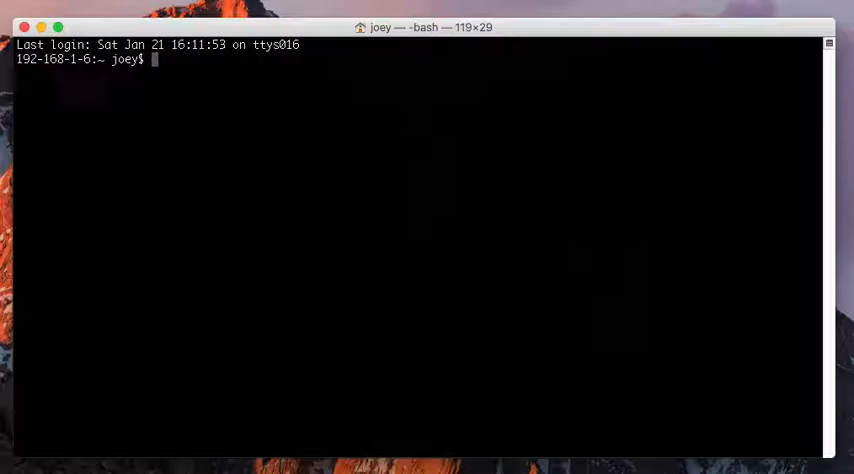 joey — -bash — 119×29
Last login: Sat Jan 21 16:11:53 on ttys016
192-168-1-6:~ joey$